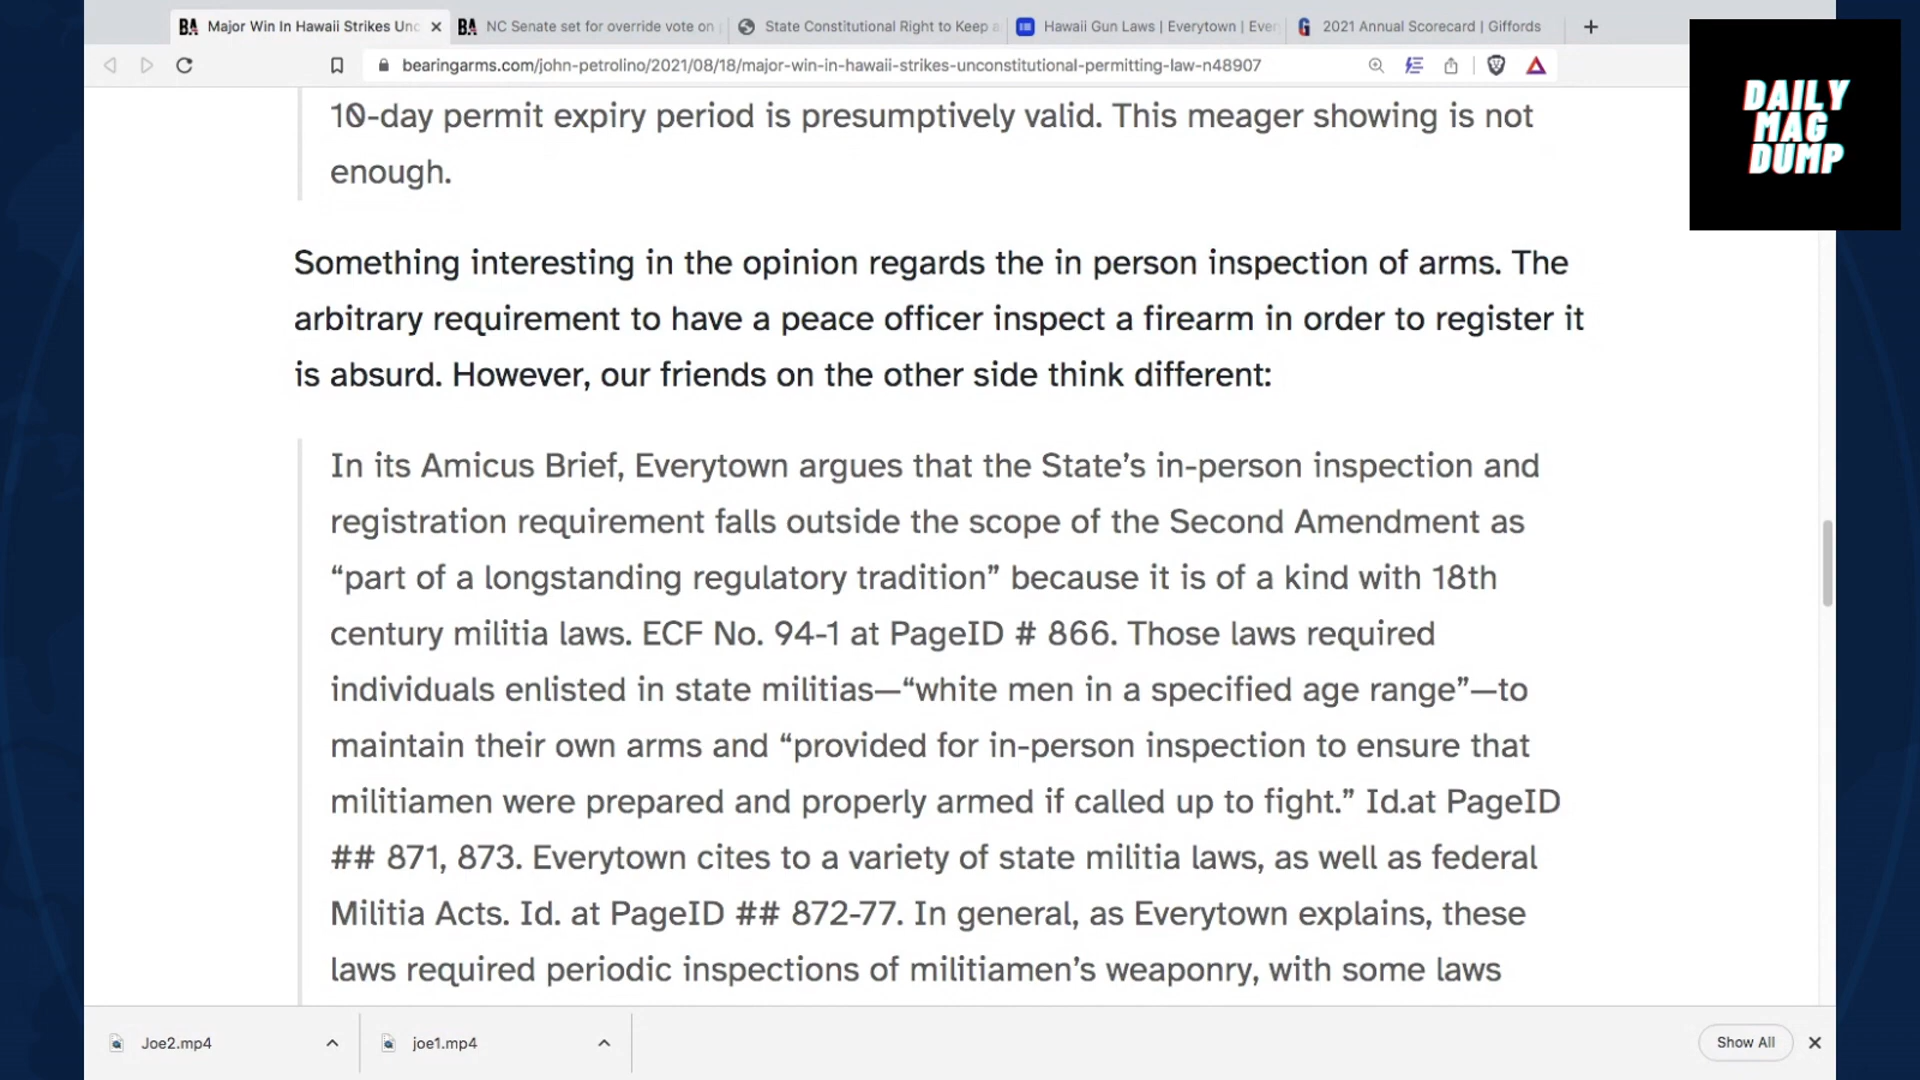 Major Win In Hawaii Strikes Unc
NC Senate set for override vote on
State Constitutional Right to Keep a
Hawaii Gun Laws | Everytown | Ever
2021 Annual Scorecard | Giffords
bearingarms.com/john-petrolino/2021/08/18/major-win-in-hawaii-strikes-unconstitutional-permitting-law-n48907
DAILY
MAG
DUMP
10-day permit expiry period is presumptively valid. This meager showing is not
enough.
Something interesting in the opinion regards the in person inspection of arms. The
arbitrary requirement to have a peace officer inspect a firearm in order to register it
is absurd. However, our friends on the other side think different:
In its Amicus Brief, Everytown argues that the State’s in-person inspection and
registration requirement falls outside the scope of the Second Amendment as
“part of a longstanding regulatory tradition” because it is of a kind with 18th
century militia laws. ECF No. 94-1 at PageID # 866. Those laws required
individuals enlisted in state militias—“white men in a specified age range”—to
maintain their own arms and “provided for in-person inspection to ensure that
militiamen were prepared and properly armed if called up to fight.” Id.at PageID
## 871, 873. Everytown cites to a variety of state militia laws, as well as federal
Militia Acts. Id. at PageID ## 872-77. In general, as Everytown explains, these
laws required periodic inspections of militiamen’s weaponry, with some laws
Joe2.mp4
joe1.mp4
Show All